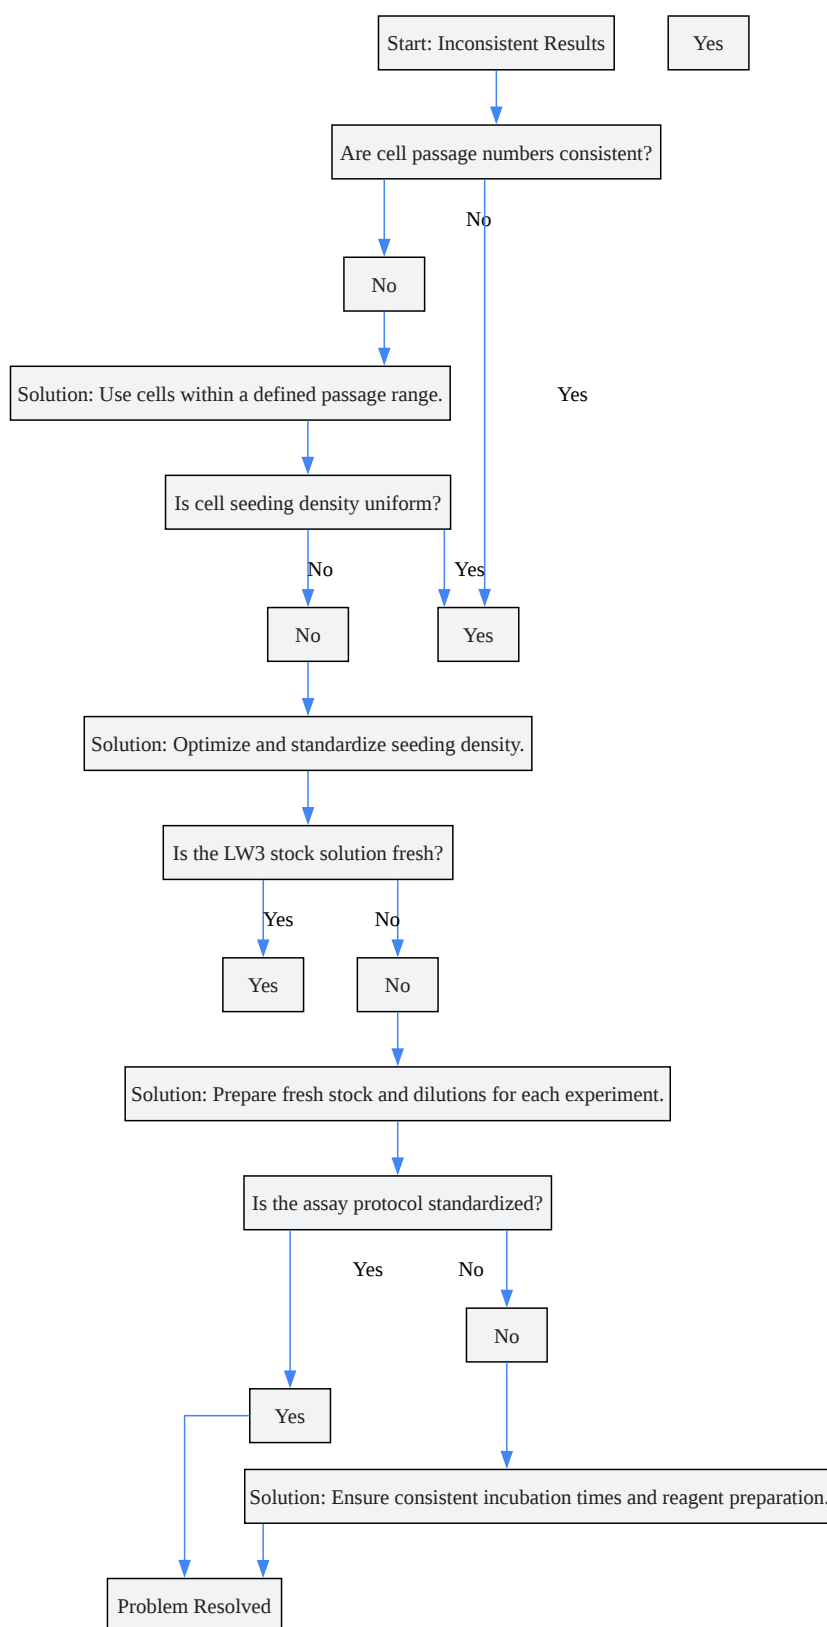 Start: Inconsistent Results
Yes
Are cell passage numbers consistent?
No
No
Solution: Use cells within a defined passage range.
Yes
Is cell seeding density uniform?
No
Yes
No
Yes
Solution: Optimize and standardize seeding density.
Is the LW3 stock solution fresh?
Yes
No
Yes
No
Solution: Prepare fresh stock and dilutions for each experiment.
Is the assay protocol standardized?
Yes
No
No
Yes
Solution: Ensure consistent incubation times and reagent preparation.
Problem Resolved